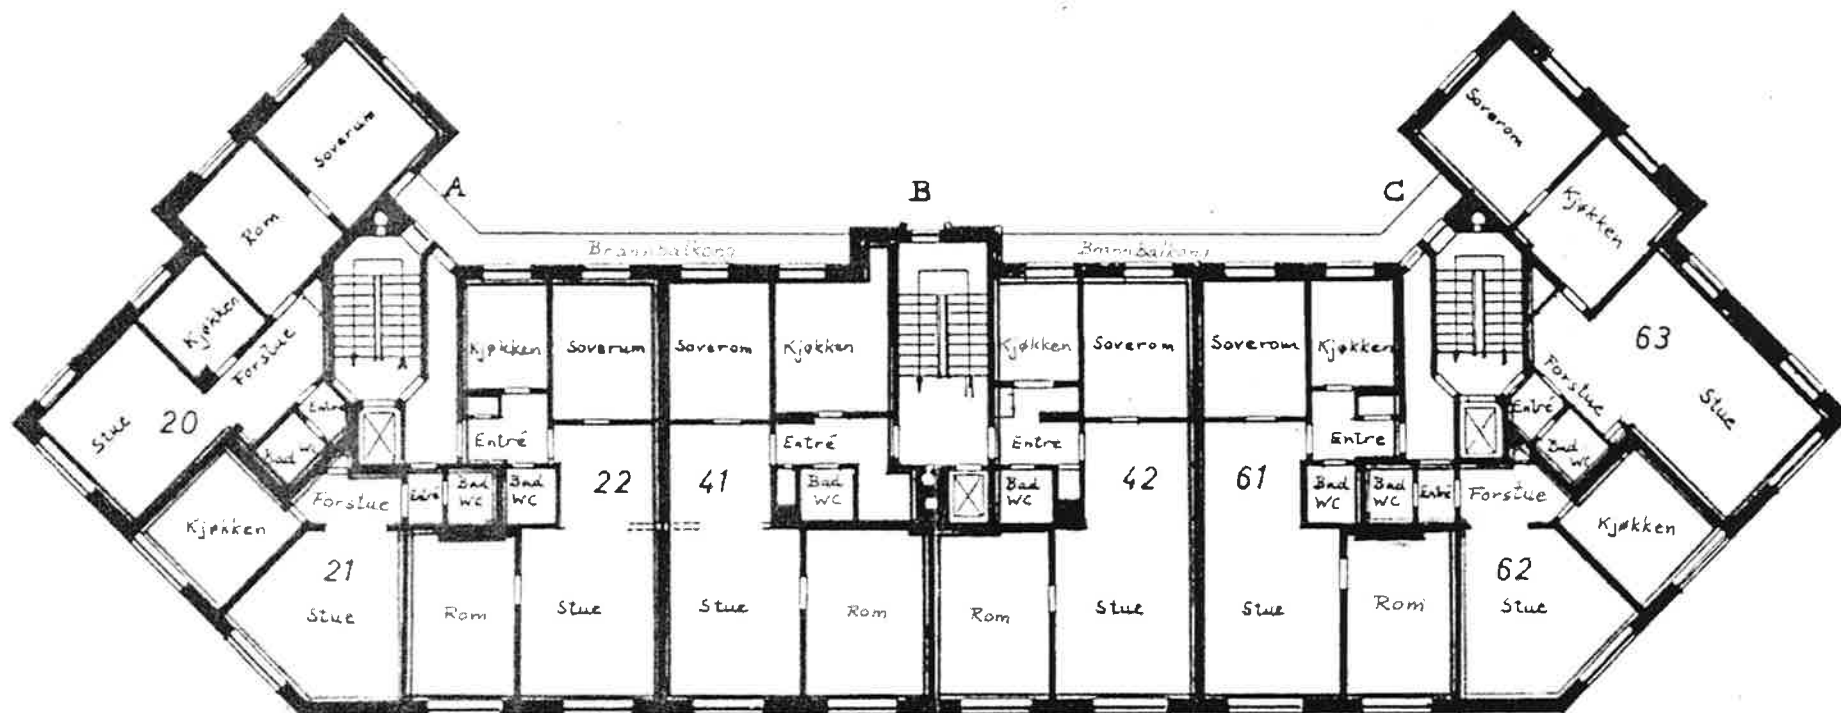 Soverum
Soverom
A
B
C
Rom
Kjøkken
Brannbalkong
Brannbalkong
Kjøkken
Forstue
Kjøkken
Soverum
Soverom
Kjøkken
Kjøkken
Soverom
Soverom
Kjøkken
63
Forstue
Stue
Stue
20
Entré
Bad WC
Entré
Entré
Entre
Entre
Entré
Bad
WC
22
41
42
61
Forstue
Entré
Bad
WC
Bad
WC
Bad
WC
Bad
WC
Bad
WC
Bad
WC
Entré
Forstue
Kjøkken
Kjøkken
21
62
Stue
Rom
Stue
Stue
Rom
Rom
Stue
Stue
Rom
Stue